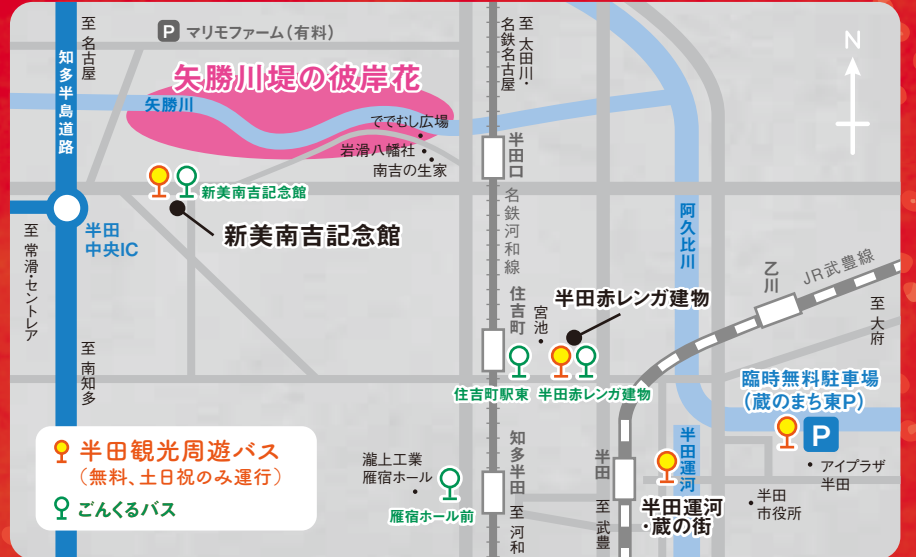 至 名古屋
P マリモファーム（有料）
至 太田川・
名鉄名古屋
N
知多半島道路
矢勝川堤の彼岸花
矢勝川
ででむし広場
岩滑八幡社
南吉の生家
半田口
新美南吉記念館
新美南吉記念館
名鉄河和線
阿久比川
半田
中央IC
至 常滑・セントレア
乙川
JR武豊線
至 大府
住吉町
宮池
半田赤レンガ建物
至 南知多
住吉町駅東
半田赤レンガ建物
臨時無料駐車場
（蔵のまち東P）
P
半田観光周遊バス
（無料、土日祝のみ運行）
ごんくるバス
瀧上工業
雁宿ホール
雁宿ホール前
知多半田
至 河和
半田
至 武豊
半田運河
半田運河
・蔵の街
アイプラザ
半田
半田
市役所